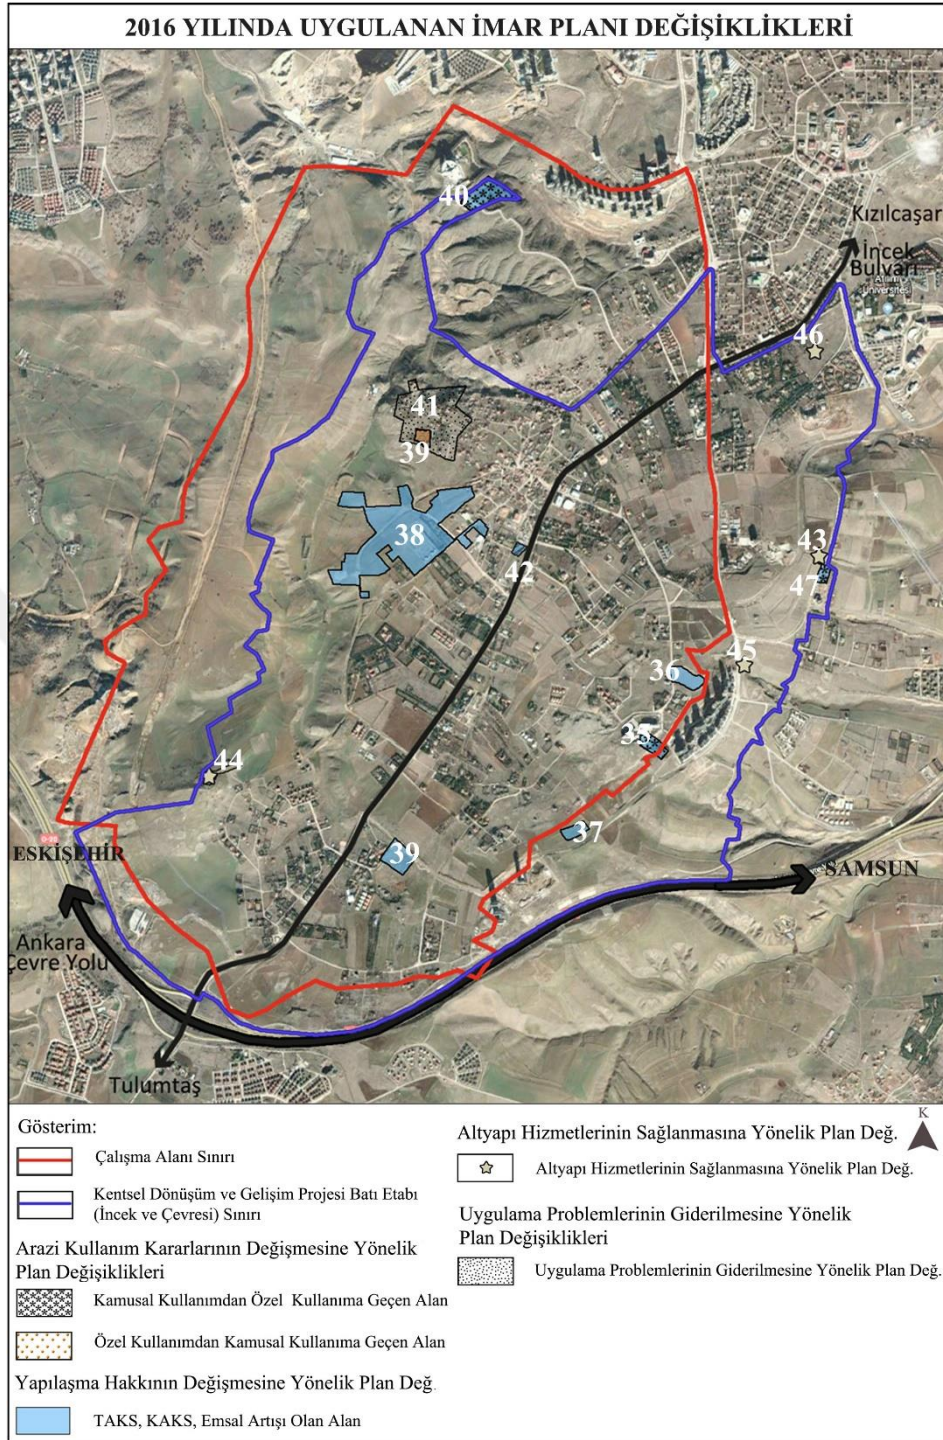 2016 YILINDA UYGULANAN İMAR PLANI DEĞİŞİKLİKLERİ
40
Kızılcaşar
İncek
Bulvarı
Üniversitesi
46
41
39
38
42
43
47
45
36
35
44
37
39
ESKİŞEHİR
SAMSUN
Ankara
Çevre Yolu
Tulumtaş
K
Gösterim:
Çalışma Alanı Sınırı
Kentsel Dönüşüm ve Gelişim Projesi Batı Etabı
(İncek ve Çevresi) Sınırı
Arazi Kullanım Kararlarının Değişmesine Yönelik
Plan Değişiklikleri
Kamusal Kullanımdan Özel Kullanıma Geçen Alan
Özel Kullanımdan Kamusal Kullanıma Geçen Alan
Yapılaşma Hakkının Değişmesine Yönelik Plan Değ.
TAKS, KAKS, Emsal Artışı Olan Alan
Altyapı Hizmetlerinin Sağlanmasına Yönelik Plan Değ.
Altyapı Hizmetlerinin Sağlanmasına Yönelik Plan Değ.
Uygulama Problemlerinin Giderilmesine Yönelik
Plan Değişiklikleri
Uygulama Problemlerinin Giderilmesine Yönelik Plan Değ.